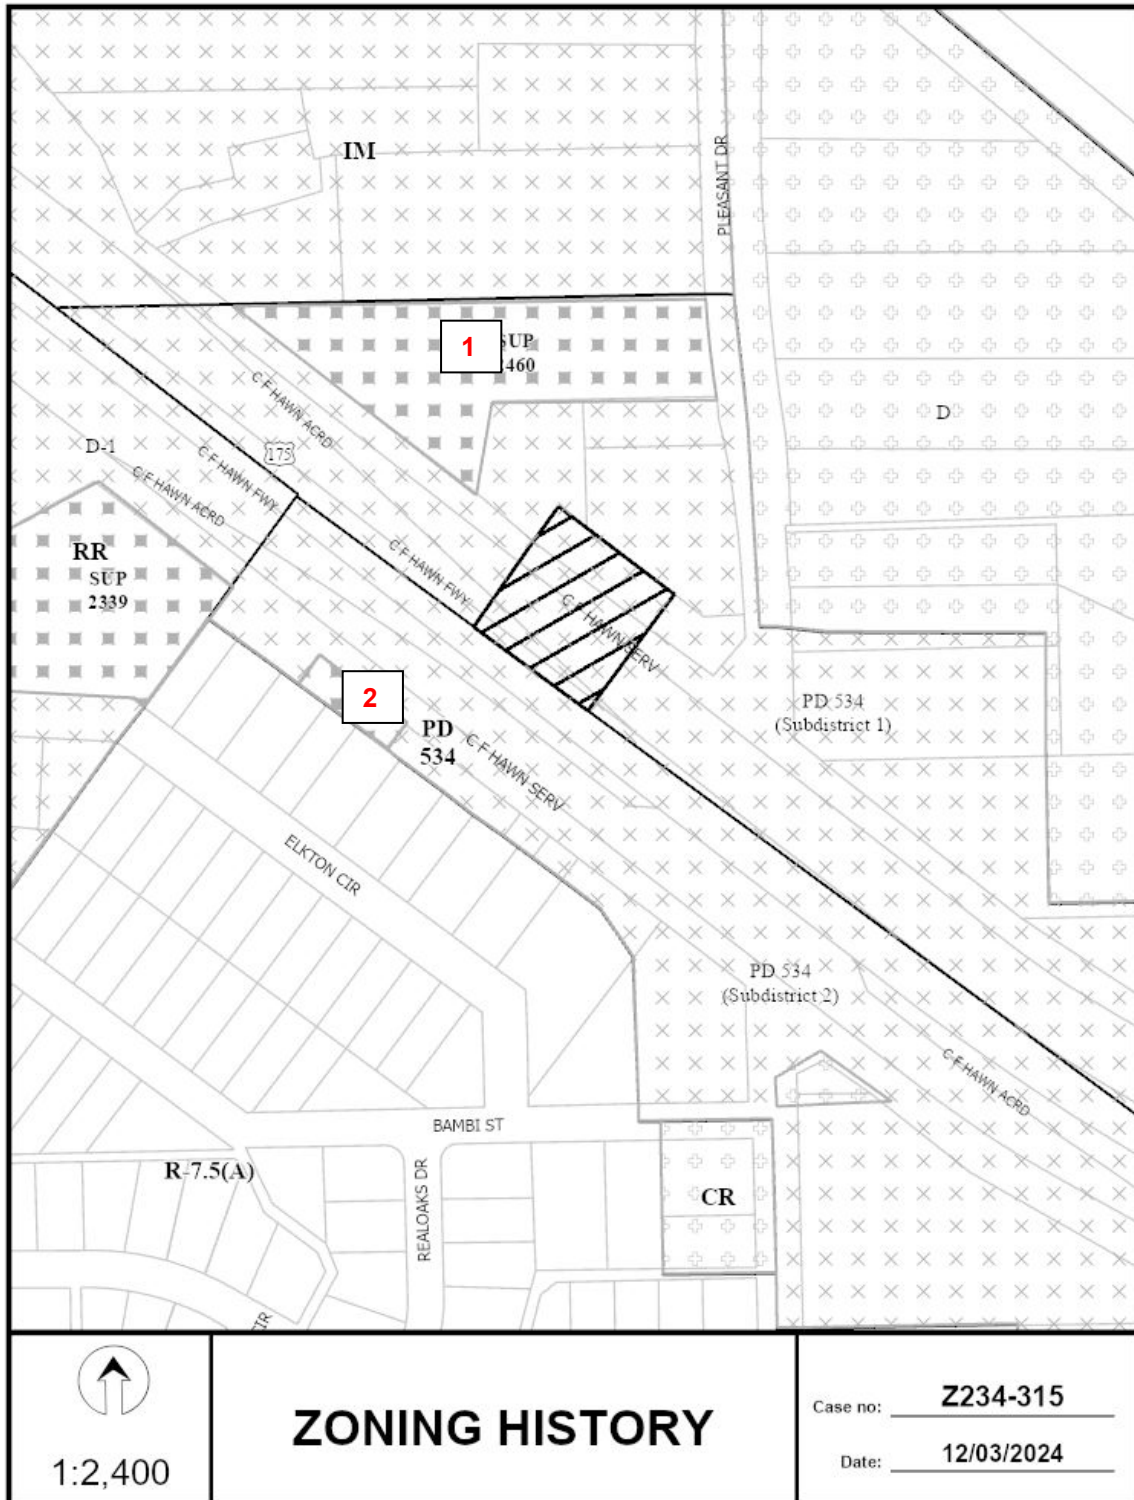 IM
PLEASANT DR
1
SUP
460
C F HAWN ACRD
D
175
D-1
C F HAWN FWY
C F HAWN ACRD
C F HAWN FWY
RR
SUP
2339
C F HAWN SERV
2
PD
534
C F HAWN SERV
PD 534
(Subdistrict 1)
ELKTON CIR
PD 534
(Subdistrict 2)
C F HAWN ACRD
BAMBI ST
R-7.5(A)
REALOAKS DR
CR
CIR
1:2,400
ZONING HISTORY
Case no: Z234-315
Date: 12/03/2024